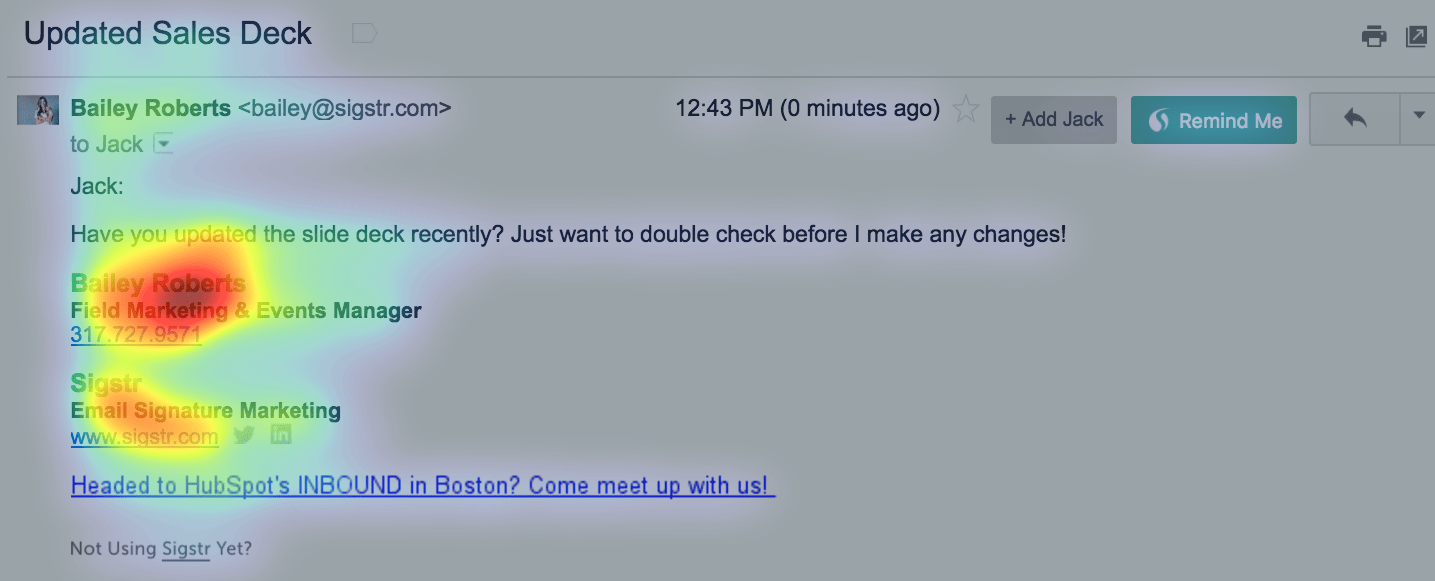 Updated Sales Deck
Bailey Roberts <bailey@sigstr.com>
12:43 PM (0 minutes ago)
+ Add Jack
Remind Me
to Jack
Jack:
Have you updated the slide deck recently? Just want to double check before I make any changes!
Bailey Roberts
Field Marketing & Events Manager
317.727.9571
Sigstr
Email Signature Marketing
www.sigstr.com
Headed to HubSpot's INBOUND in Boston? Come meet up with us!
Not Using Sigstr Yet?